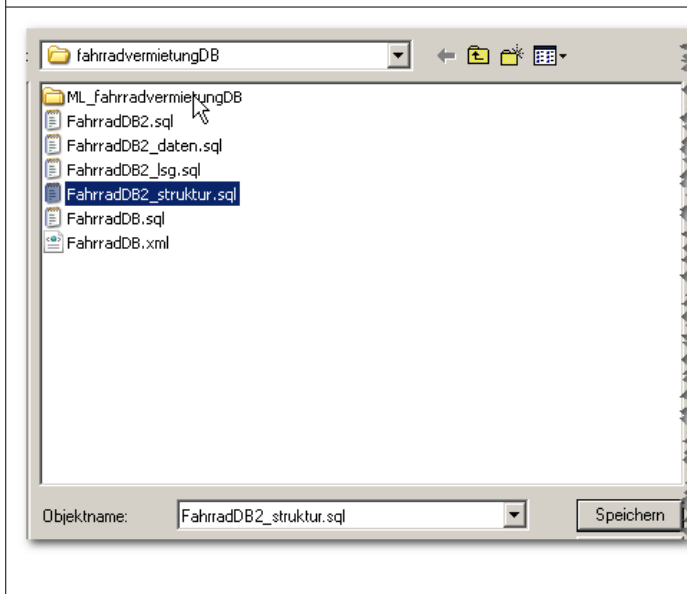 fahrradvermietungDB
ML_fahrradvermietungDB
FahrradDB2.sql
FahrradDB2_daten.sql
FahrradDB2_lsg.sql
FahrradDB2_struktur.sql
FahrradDB.sql
FahrradDB.xml
Objektname: FahrradDB2_struktur.sql Speichern